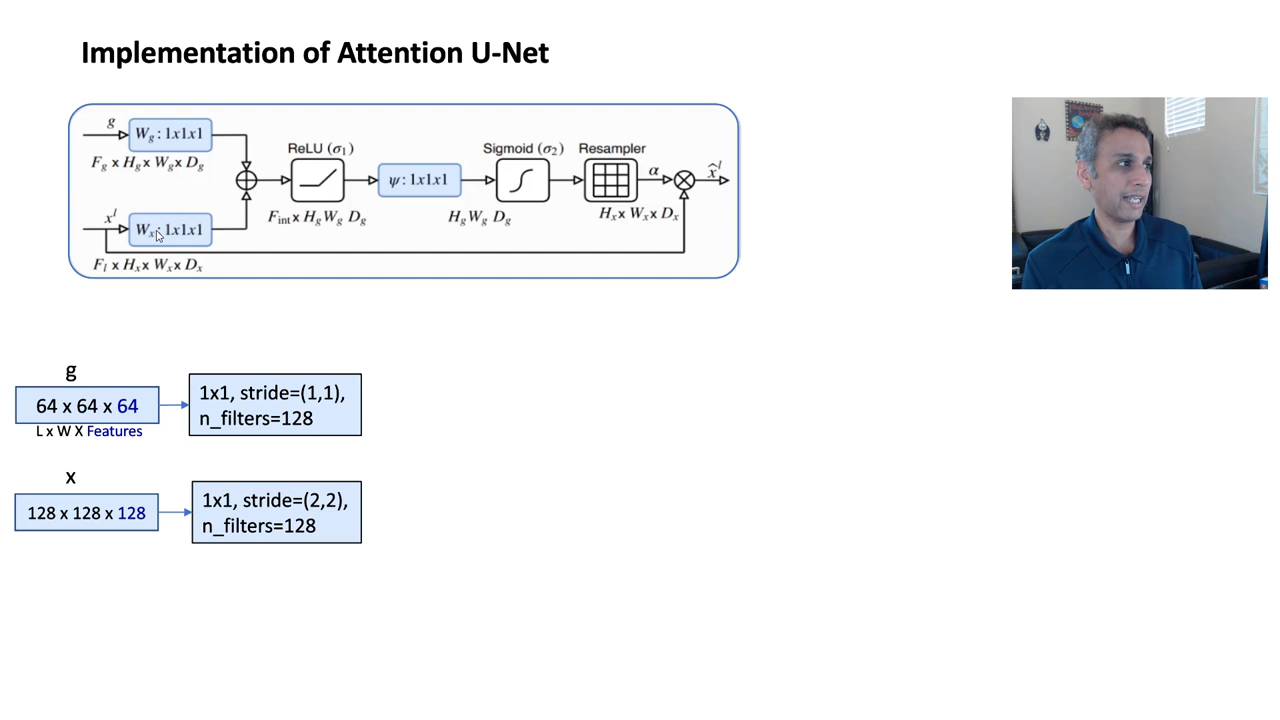 Implementation of Attention U-Net
g
W_g : 1x1x1
F_g x H_g x W_g x D_g
x^l
W_x : 1x1x1
F_l x H_x x W_x x D_x
ReLU (σ_1)
F_int x H_g W_g D_g
ψ : 1x1x1
Sigmoid (σ_2)
H_g W_g D_g
Resampler
H_x x W_x x D_x
α
x̂^l
g
64 x 64 x 64
L x W X Features
1x1, stride=(1,1),
n_filters=128
x
128 x 128 x 128
1x1, stride=(2,2),
n_filters=128